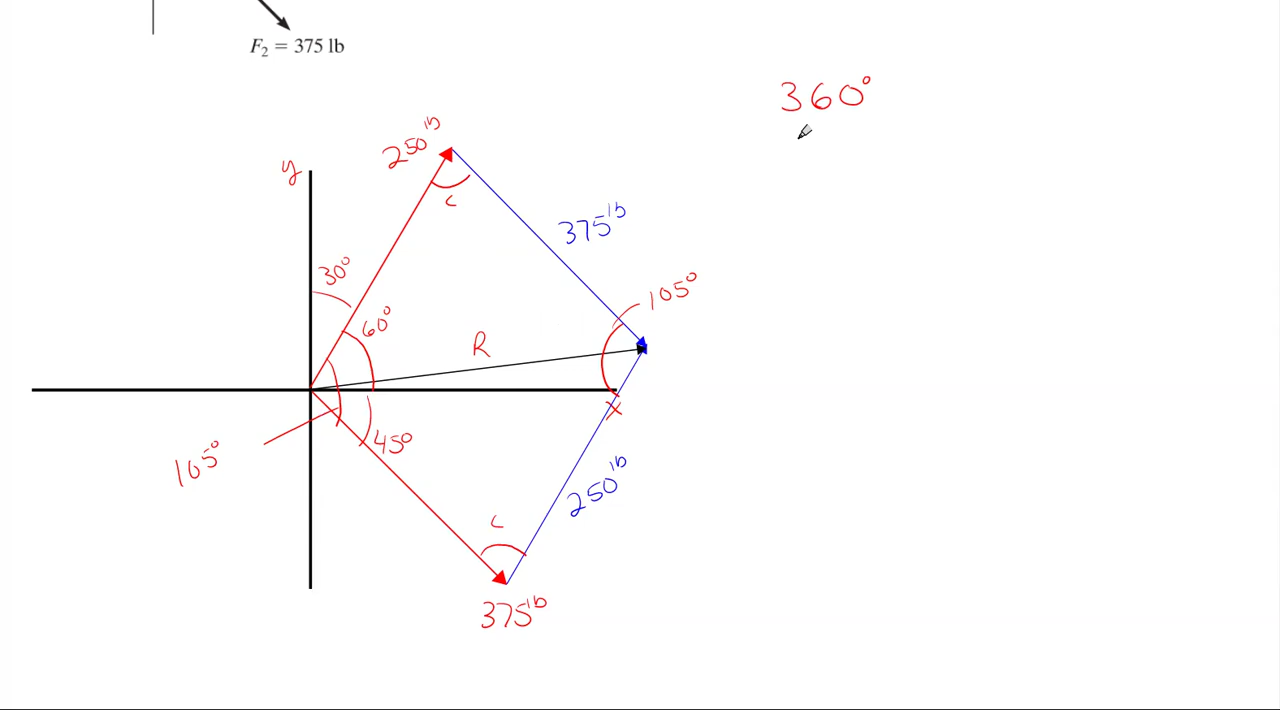 F₂ = 375 lb
360°
250 lb
y
c
375 lb
30°
105°
60°
R
x
45°
105°
250 lb
c
375 lb